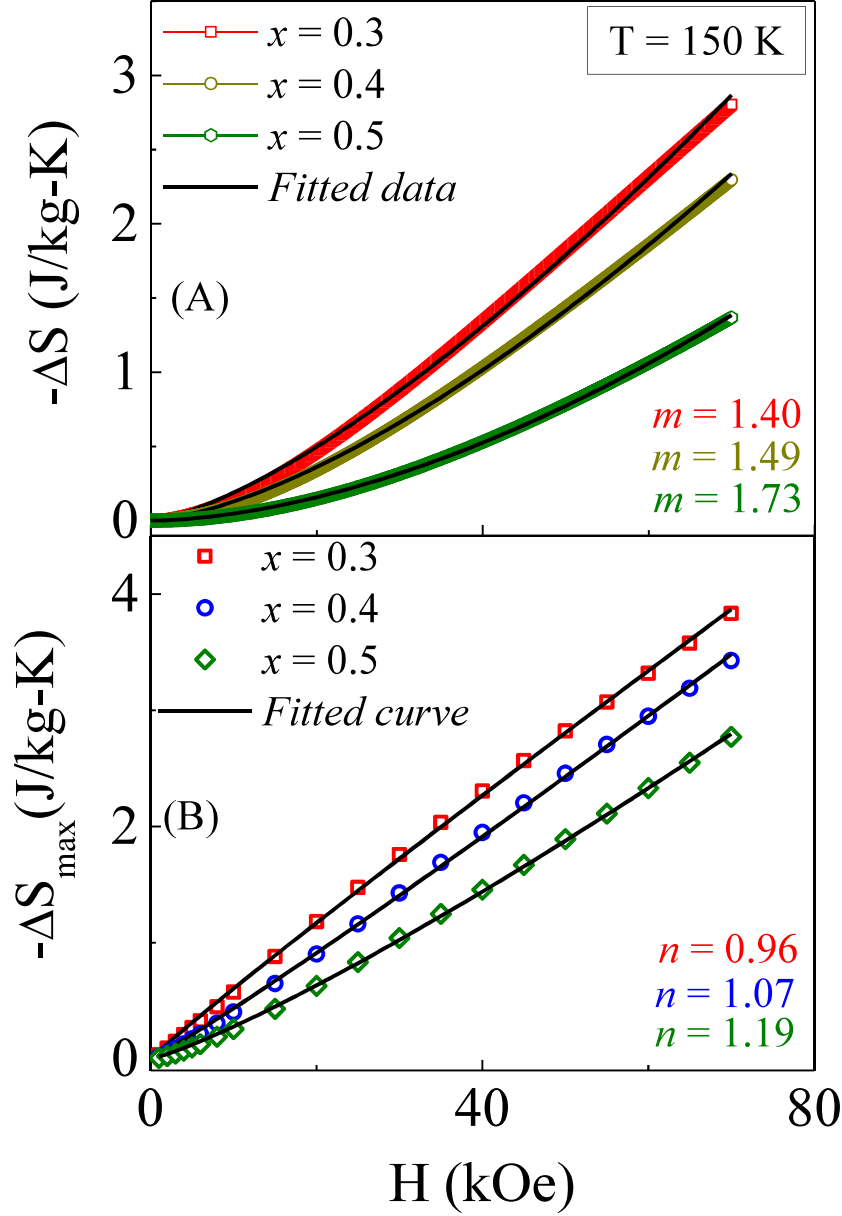 x = 0.3
x = 0.4
x = 0.5
Fitted data
T = 150 K
3
2
1
0
-ΔS (J/kg-K)
(A)
m = 1.40
m = 1.49
m = 1.73
x = 0.3
x = 0.4
x = 0.5
Fitted curve
4
2
0
-ΔSmax (J/kg-K)
(B)
n = 0.96
n = 1.07
n = 1.19
0 40 80
H (kOe)